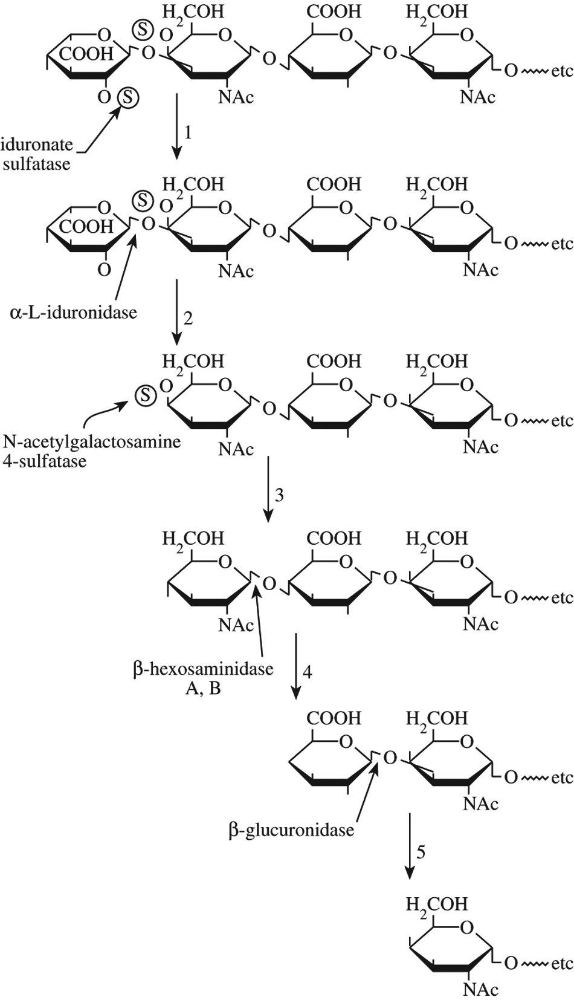 H2COH COOH H2COH
S O O O O
O COOH O O O O etc
O S NAc NAc
iduronate
sulfatase
1
H2COH COOH H2COH
S O O O O
O COOH O O O O etc
O NAc NAc
α-L-iduronidase
2
H2COH COOH H2COH
O O O O
S O O O etc
N-acetylgalactosamine
4-sulfatase
NAc NAc
3
H2COH COOH H2COH
O O O
O O O etc
NAc NAc
β-hexosaminidase
A, B
4
COOH H2COH
O O
O O etc
NAc
β-glucuronidase
5
H2COH
O
O etc
NAc